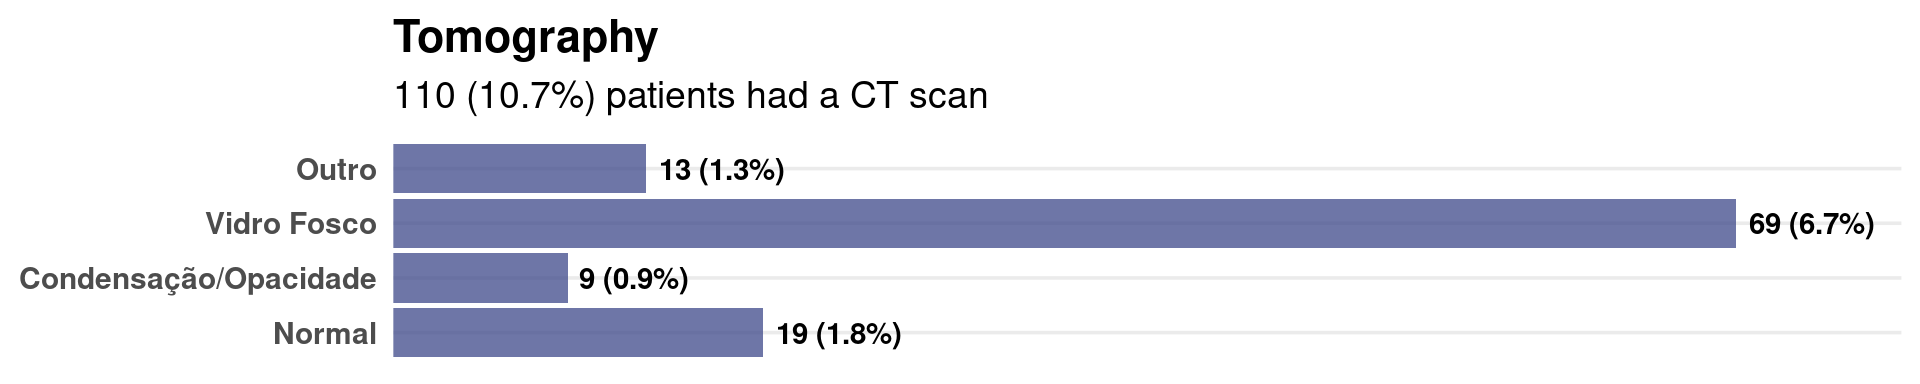 Tomography
110 (10.7%) patients had a CT scan
Outro 13 (1.3%)
Vidro Fosco 69 (6.7%)
Condensação/Opacidade 9 (0.9%)
Normal 19 (1.8%)